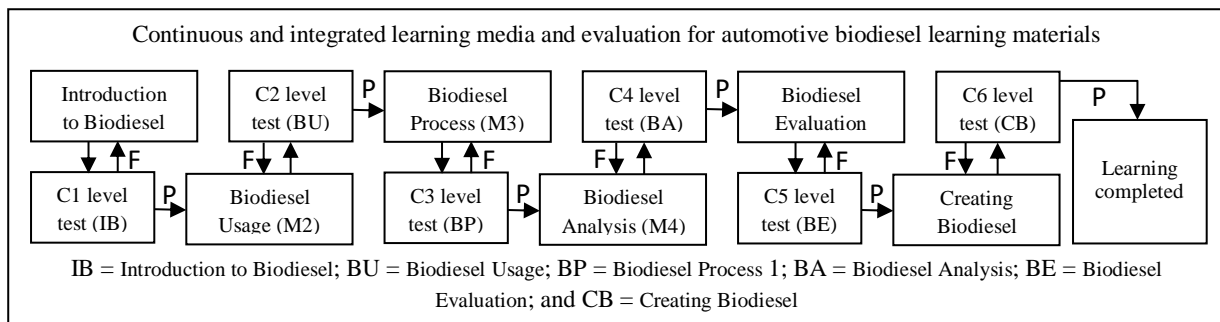 Continuous and integrated learning media and evaluation for automotive biodiesel learning materials
Introduction
to Biodiesel
C2 level
test (BU)
P
Biodiesel
Process (M3)
C4 level
test (BA)
P
Biodiesel
Evaluation
C6 level
test (CB)
P
F
F
F
F
F
F
C1 level
test (IB)
P
Biodiesel
Usage (M2)
C3 level
test (BP)
P
Biodiesel
Analysis (M4)
C5 level
test (BE)
P
Creating
Biodiesel
Learning
completed
IB = Introduction to Biodiesel; BU = Biodiesel Usage; BP = Biodiesel Process 1; BA = Biodiesel Analysis; BE = Biodiesel
Evaluation; and CB = Creating Biodiesel